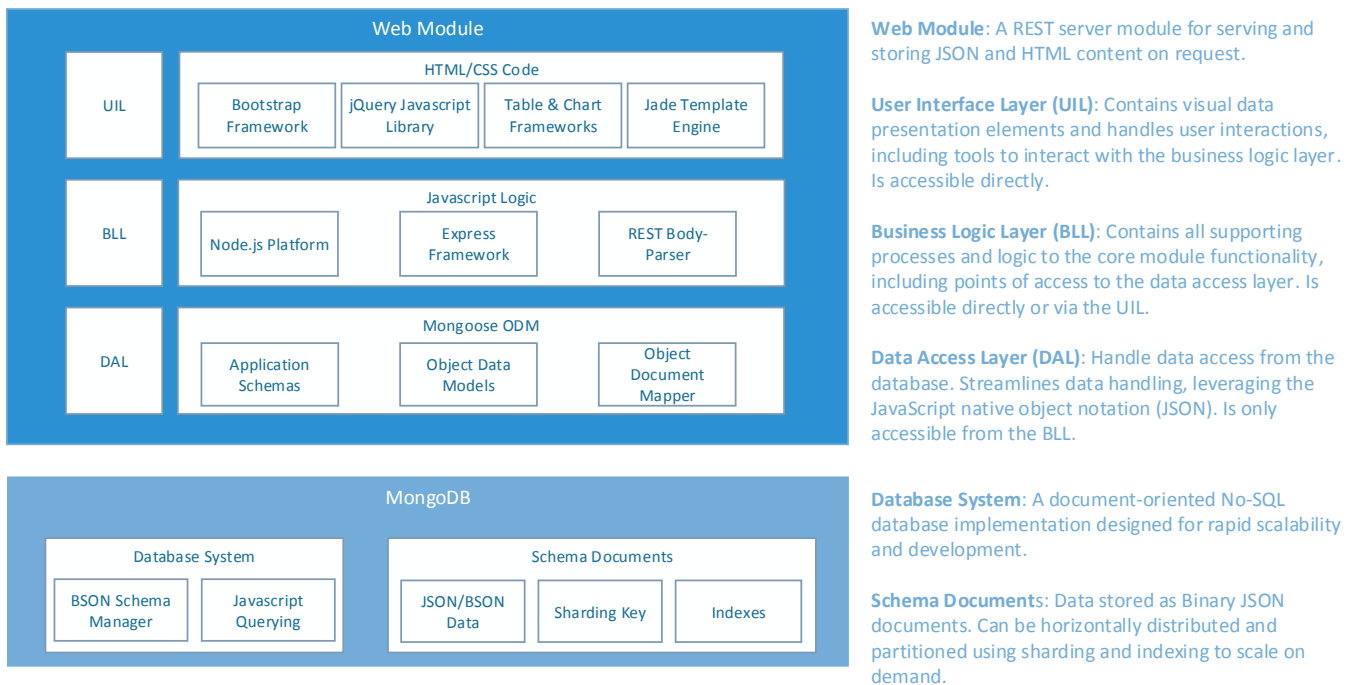 Web Module
UIL
HTML/CSS Code
Bootstrap
Framework
jQuery Javascript
Library
Table & Chart
Frameworks
Jade Template
Engine
BLL
Javascript Logic
Node.js Platform
Express
Framework
REST Body-
Parser
DAL
Mongoose ODM
Application
Schemas
Object Data
Models
Object
Document
Mapper
MongoDB
Database System
BSON Schema
Manager
Javascript
Querying
Schema Documents
JSON/BSON
Data
Sharding Key
Indexes
Web Module: A REST server module for serving and
storing JSON and HTML content on request.
User Interface Layer (UIL): Contains visual data
presentation elements and handles user interactions,
including tools to interact with the business logic layer.
Is accessible directly.
Business Logic Layer (BLL): Contains all supporting
processes and logic to the core module functionality,
including points of access to the data access layer. Is
accessible directly or via the UIL.
Data Access Layer (DAL): Handle data access from the
database. Streamlines data handling, leveraging the
JavaScript native object notation (JSON). Is only
accessible from the BLL.
Database System: A document-oriented No-SQL
database implementation designed for rapid scalability
and development.
Schema Documents: Data stored as Binary JSON
documents. Can be horizontally distributed and
partitioned using sharding and indexing to scale on
demand.